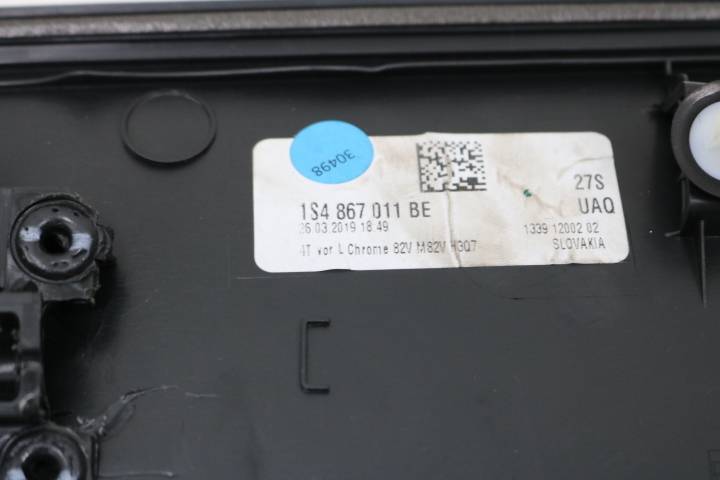 30498
1S4 867 011 BE
26.03.2019 18:49
4T vor L Chrome 82V M82V H3Q7
27S
UAQ
1339 12002 02
SLOVAKIA